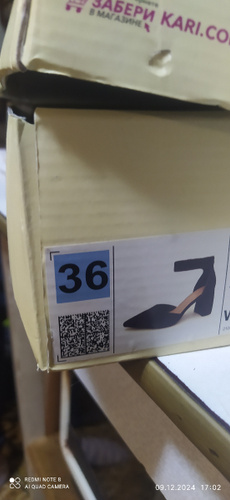 ЗАБЕРИ KARI.CO
В МАГАЗИНЕ
36
REDMI NOTE 8
AI QUAD CAMERA
09.12.2024 17:02